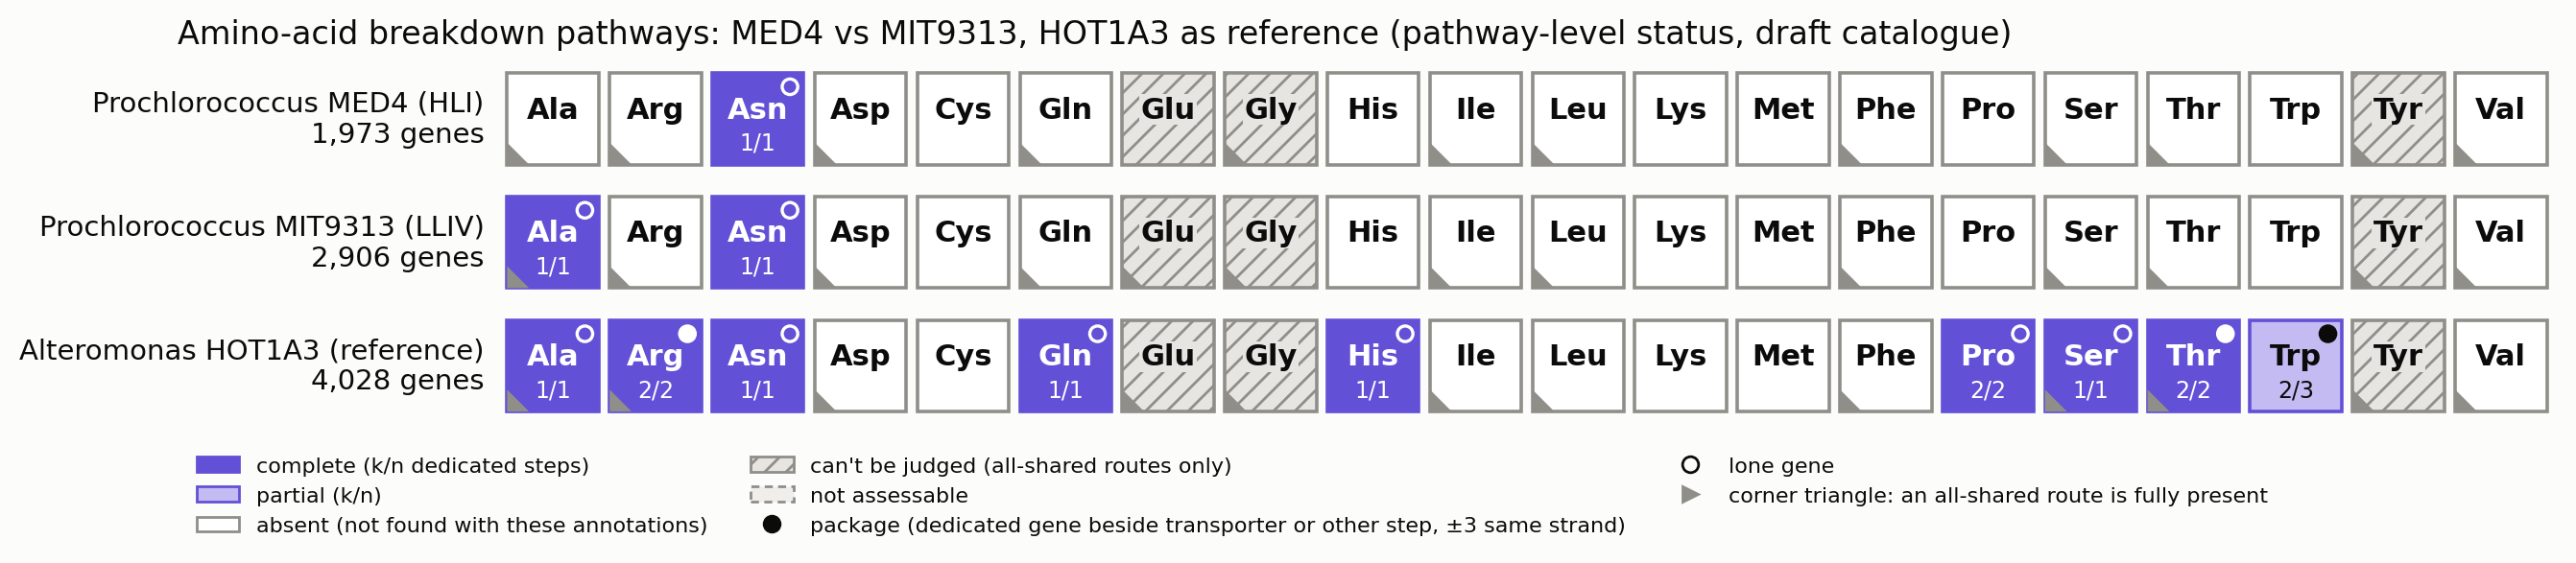 Amino-acid breakdown pathways: MED4 vs MIT9313, HOT1A3 as reference (pathway-level status, draft catalogue)
Prochlorococcus MED4 (HLI)
1,973 genes
Ala Arg Asn Asp Cys Gln Glu Gly His Ile Leu Lys Met Phe Pro Ser Thr Trp Tyr Val
1/1
Prochlorococcus MIT9313 (LLIV)
2,906 genes
Ala Arg Asn Asp Cys Gln Glu Gly His Ile Leu Lys Met Phe Pro Ser Thr Trp Tyr Val
1/1 1/1
Alteromonas HOT1A3 (reference)
4,028 genes
Ala Arg Asn Asp Cys Gln Glu Gly His Ile Leu Lys Met Phe Pro Ser Thr Trp Tyr Val
1/1 2/2 1/1 1/1 1/1 2/2 1/1 2/2 2/3
complete (k/n dedicated steps)
partial (k/n)
absent (not found with these annotations)
can't be judged (all-shared routes only)
not assessable
package (dedicated gene beside transporter or other step, ±3 same strand)
lone gene
corner triangle: an all-shared route is fully present